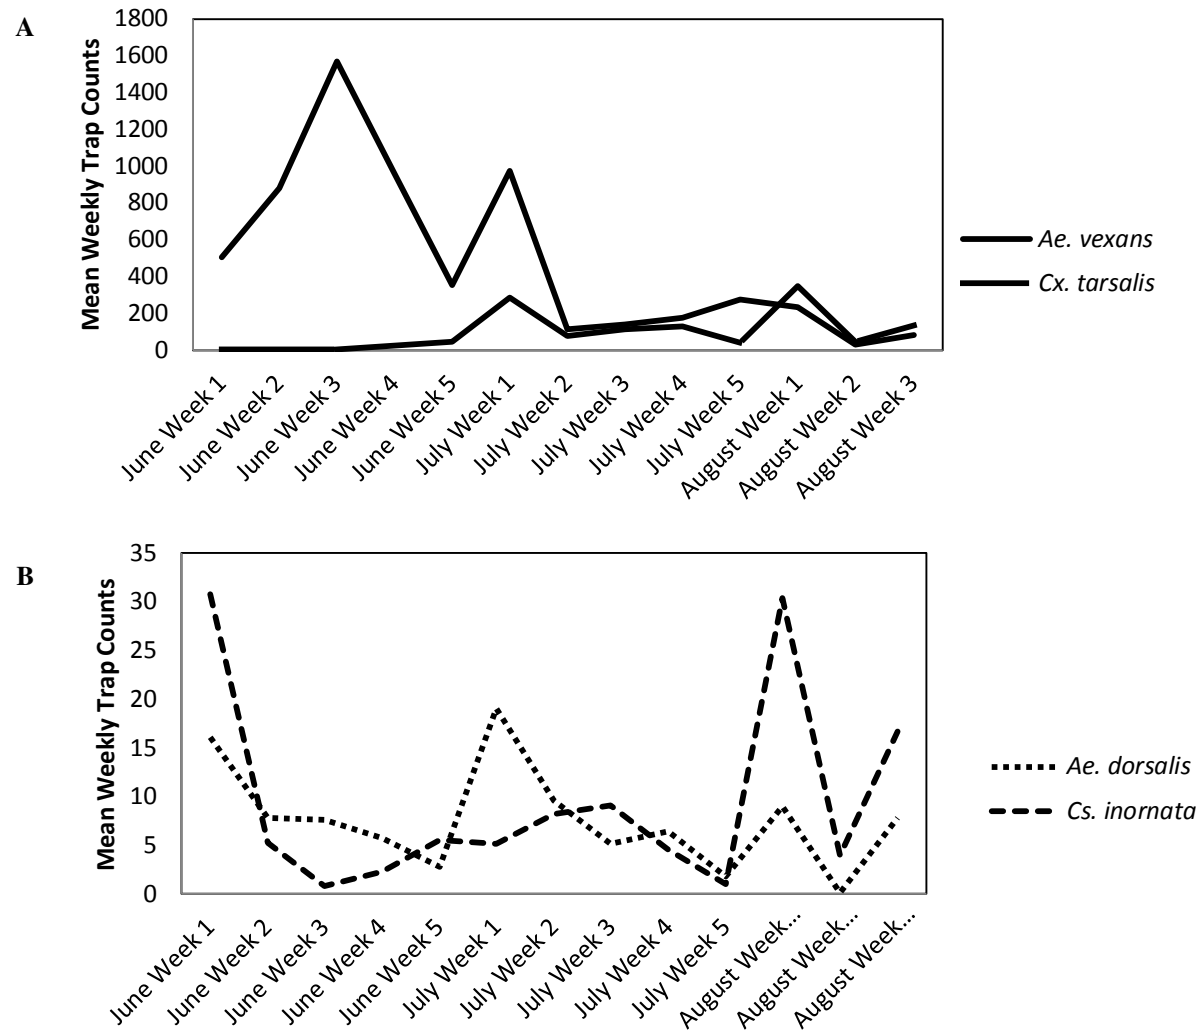 A
Mean Weekly Trap Counts
1800
1600
1400
1200
1000
800
600
400
200
0
June Week 1
June Week 2
June Week 3
June Week 4
June Week 5
July Week 1
July Week 2
July Week 3
July Week 4
July Week 5
August Week 1
August Week 2
August Week 3
Ae. vexans
Cx. tarsalis
B
Mean Weekly Trap Counts
35
30
25
20
15
10
5
0
June Week 1
June Week 2
June Week 3
June Week 4
June Week 5
July Week 1
July Week 2
July Week 3
July Week 4
July Week 5
August Week...
August Week...
August Week...
Ae. dorsalis
Cs. inornata